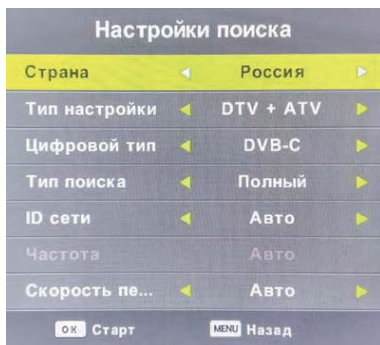 Настройки поиска
Страна Россия
Тип настройки DTV + ATV
Цифровой тип DVB-C
Тип поиска Полный
ID сети Авто
Частота Авто
Скорость пе... Авто
OK Старт MENU Назад